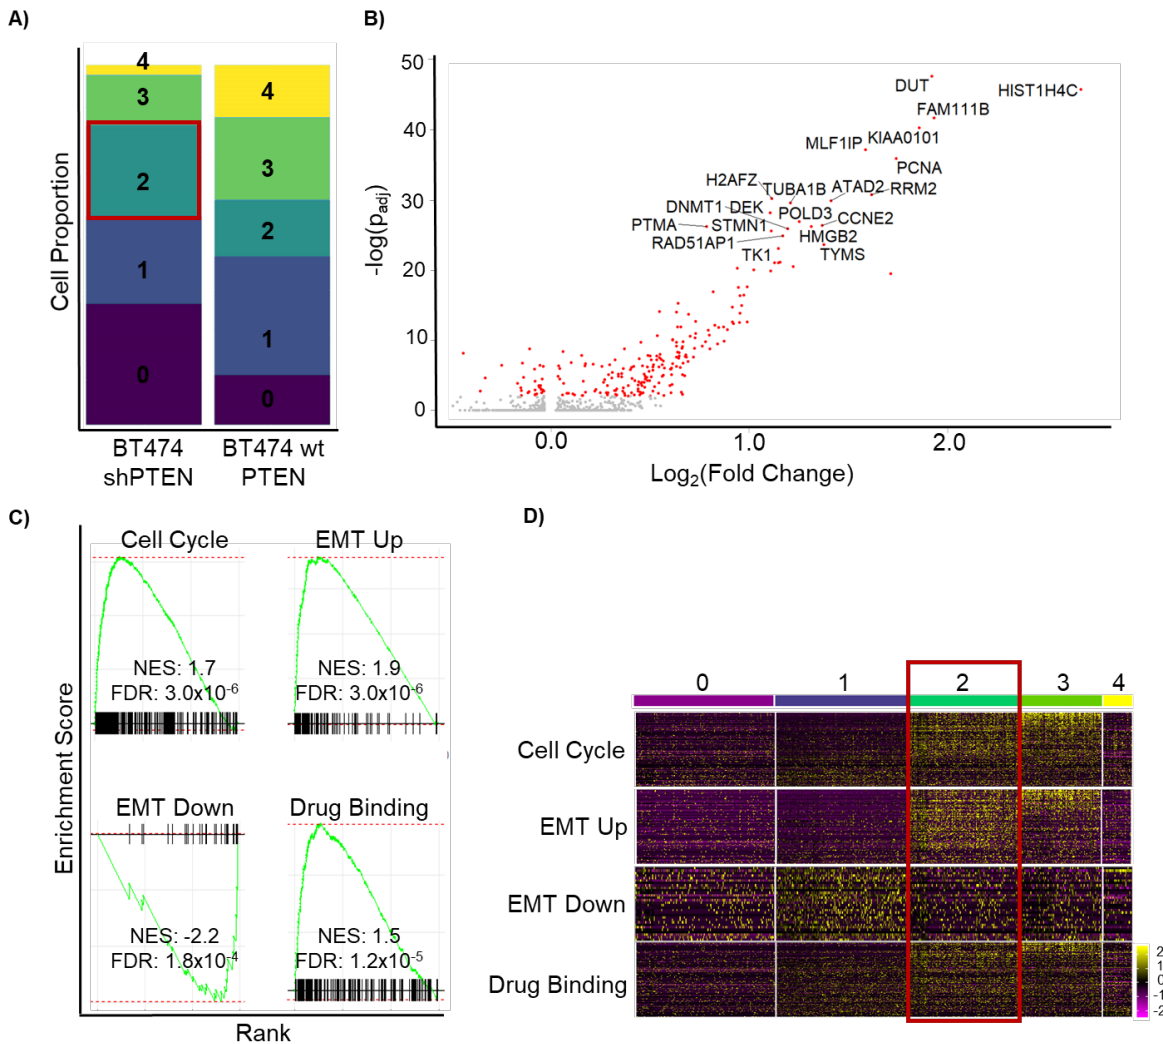 A)
Cell Proportion
4
3
2
1
0
4
3
2
1
0
BT474
shPTEN
BT474 wt
PTEN
B)
-log(p_adj)
50
40
30
20
10
0
DUT
HIST1H4C
FAM111B
MLF1IP
KIAA0101
PCNA
H2AFZ
TUBA1B
ATAD2
RRM2
DNMT1
DEK
POLD3
CCNE2
PTMA
STMN1
HMGB2
RAD51AP1
TK1
TYMS
0.0
1.0
2.0
Log₂(Fold Change)
C)
Enrichment Score
Cell Cycle
NES: 1.7
FDR: 3.0x10⁻⁶
EMT Up
NES: 1.9
FDR: 3.0x10⁻⁶
EMT Down
NES: -2.2
FDR: 1.8x10⁻⁴
Drug Binding
NES: 1.5
FDR: 1.2x10⁻⁵
Rank
D)
0
1
2
3
4
Cell Cycle
EMT Up
EMT Down
Drug Binding
2
1
0
-1
-2